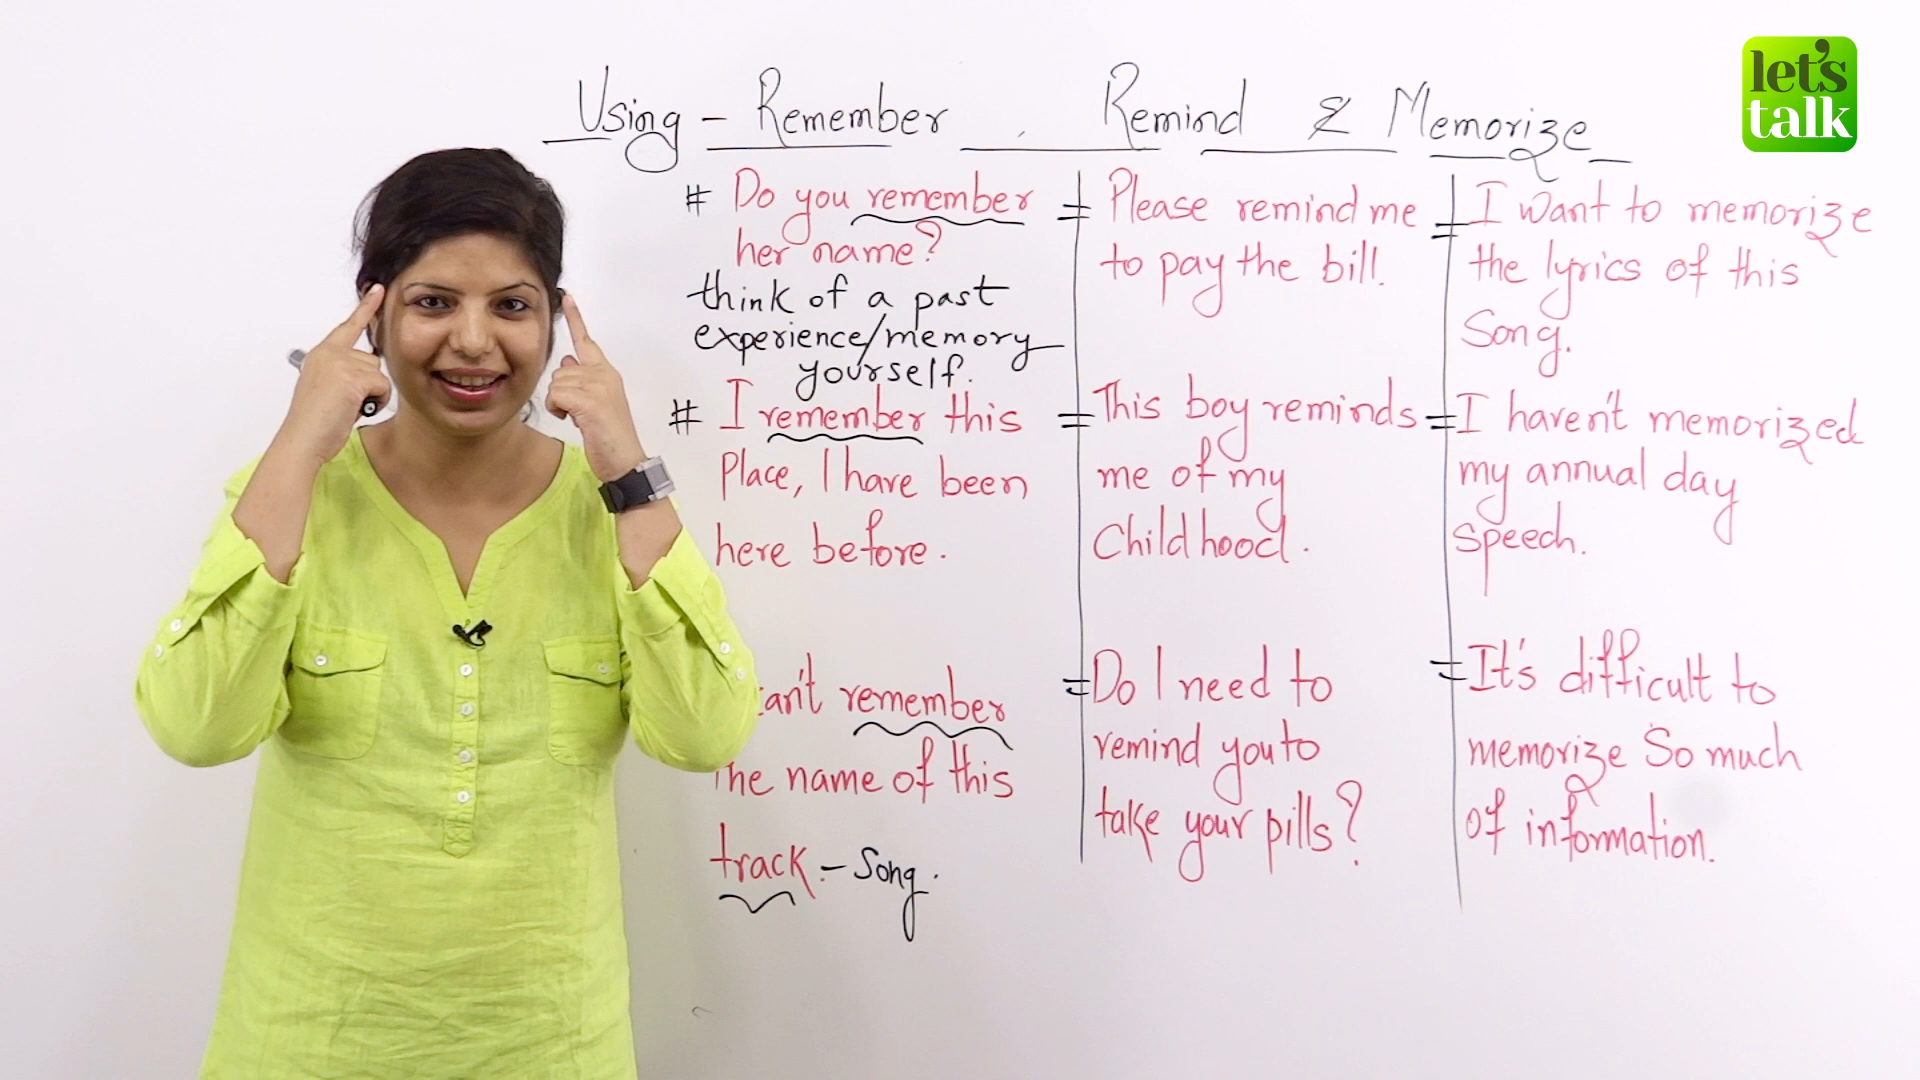 let's
talk
Using - Remember , Remind & Memorize
# Do you remember
her name?
think of a past
experience/memory
yourself.
# I remember this
Place, I have been
here before.
can't remember
the name of this
track. - Song.
= Please remind me
to pay the bill.
= This boy reminds
me of my
Childhood.
= Do I need to
remind you to
take your pills?
= I want to memorize
the lyrics of this
Song.
= I haven't memorized
my annual day
speech.
= It's difficult to
memorize So much
of information.